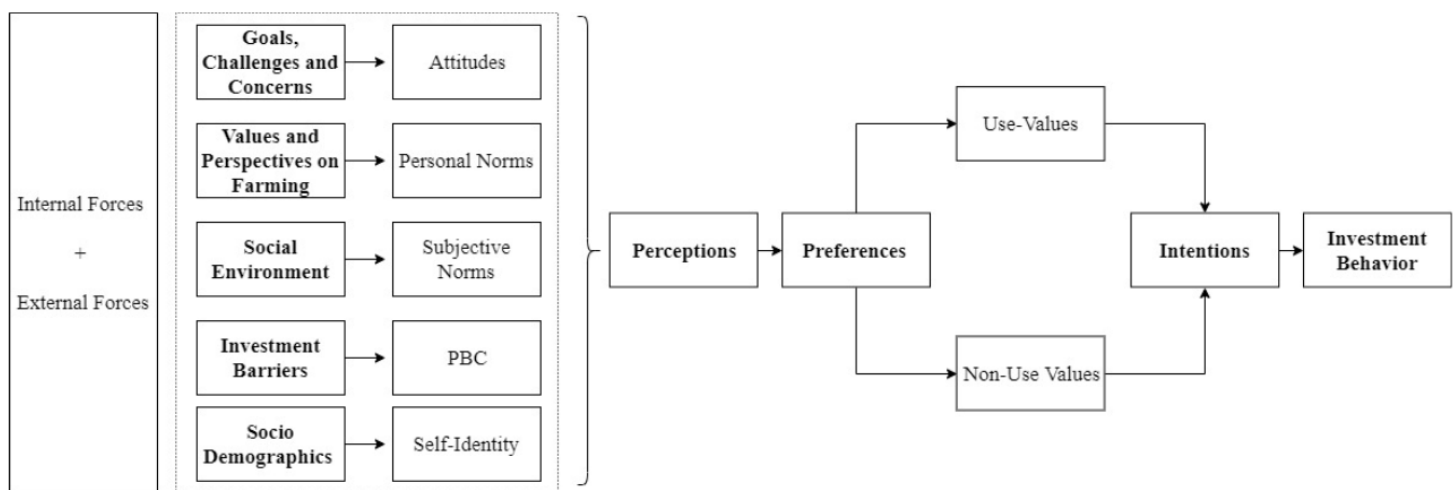 Internal Forces
+
External Forces
Goals,
Challenges and
Concerns
Attitudes
Values and
Perspectives on
Farming
Personal Norms
Social
Environment
Subjective
Norms
Investment
Barriers
PBC
Socio
Demographics
Self-Identity
Perceptions
Preferences
Use-Values
Non-Use Values
Intentions
Investment
Behavior